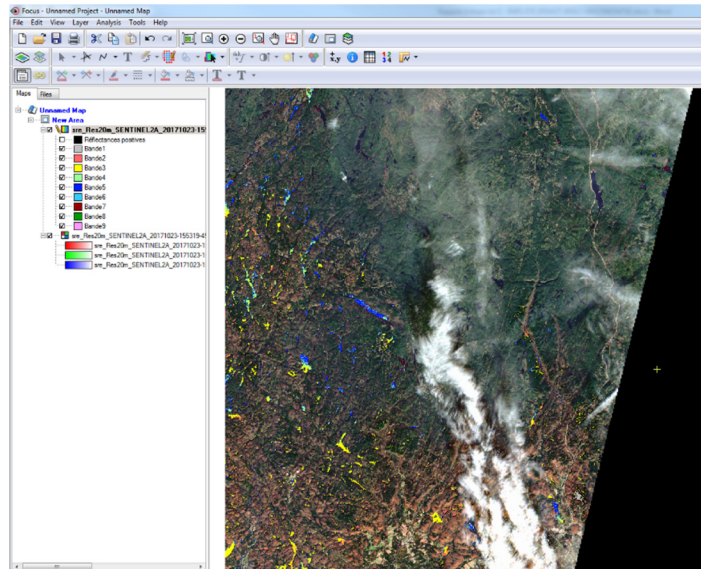 Focus - Unnamed Project - Unnamed Map
File Edit View Layer Analysis Tools Help
Maps Files
Unnamed Map
New Area
sre_Res20m_SENTINEL2A_20171023-15
Réflectances positives
Bande1
Bande2
Bande3
Bande4
Bande5
Bande6
Bande7
Bande8
Bande9
sre_Res20m_SENTINEL2A_20171023-155319-4
sre_Res20m_SENTINEL2A_20171023-1
sre_Res20m_SENTINEL2A_20171023-1
sre_Res20m_SENTINEL2A_20171023-1